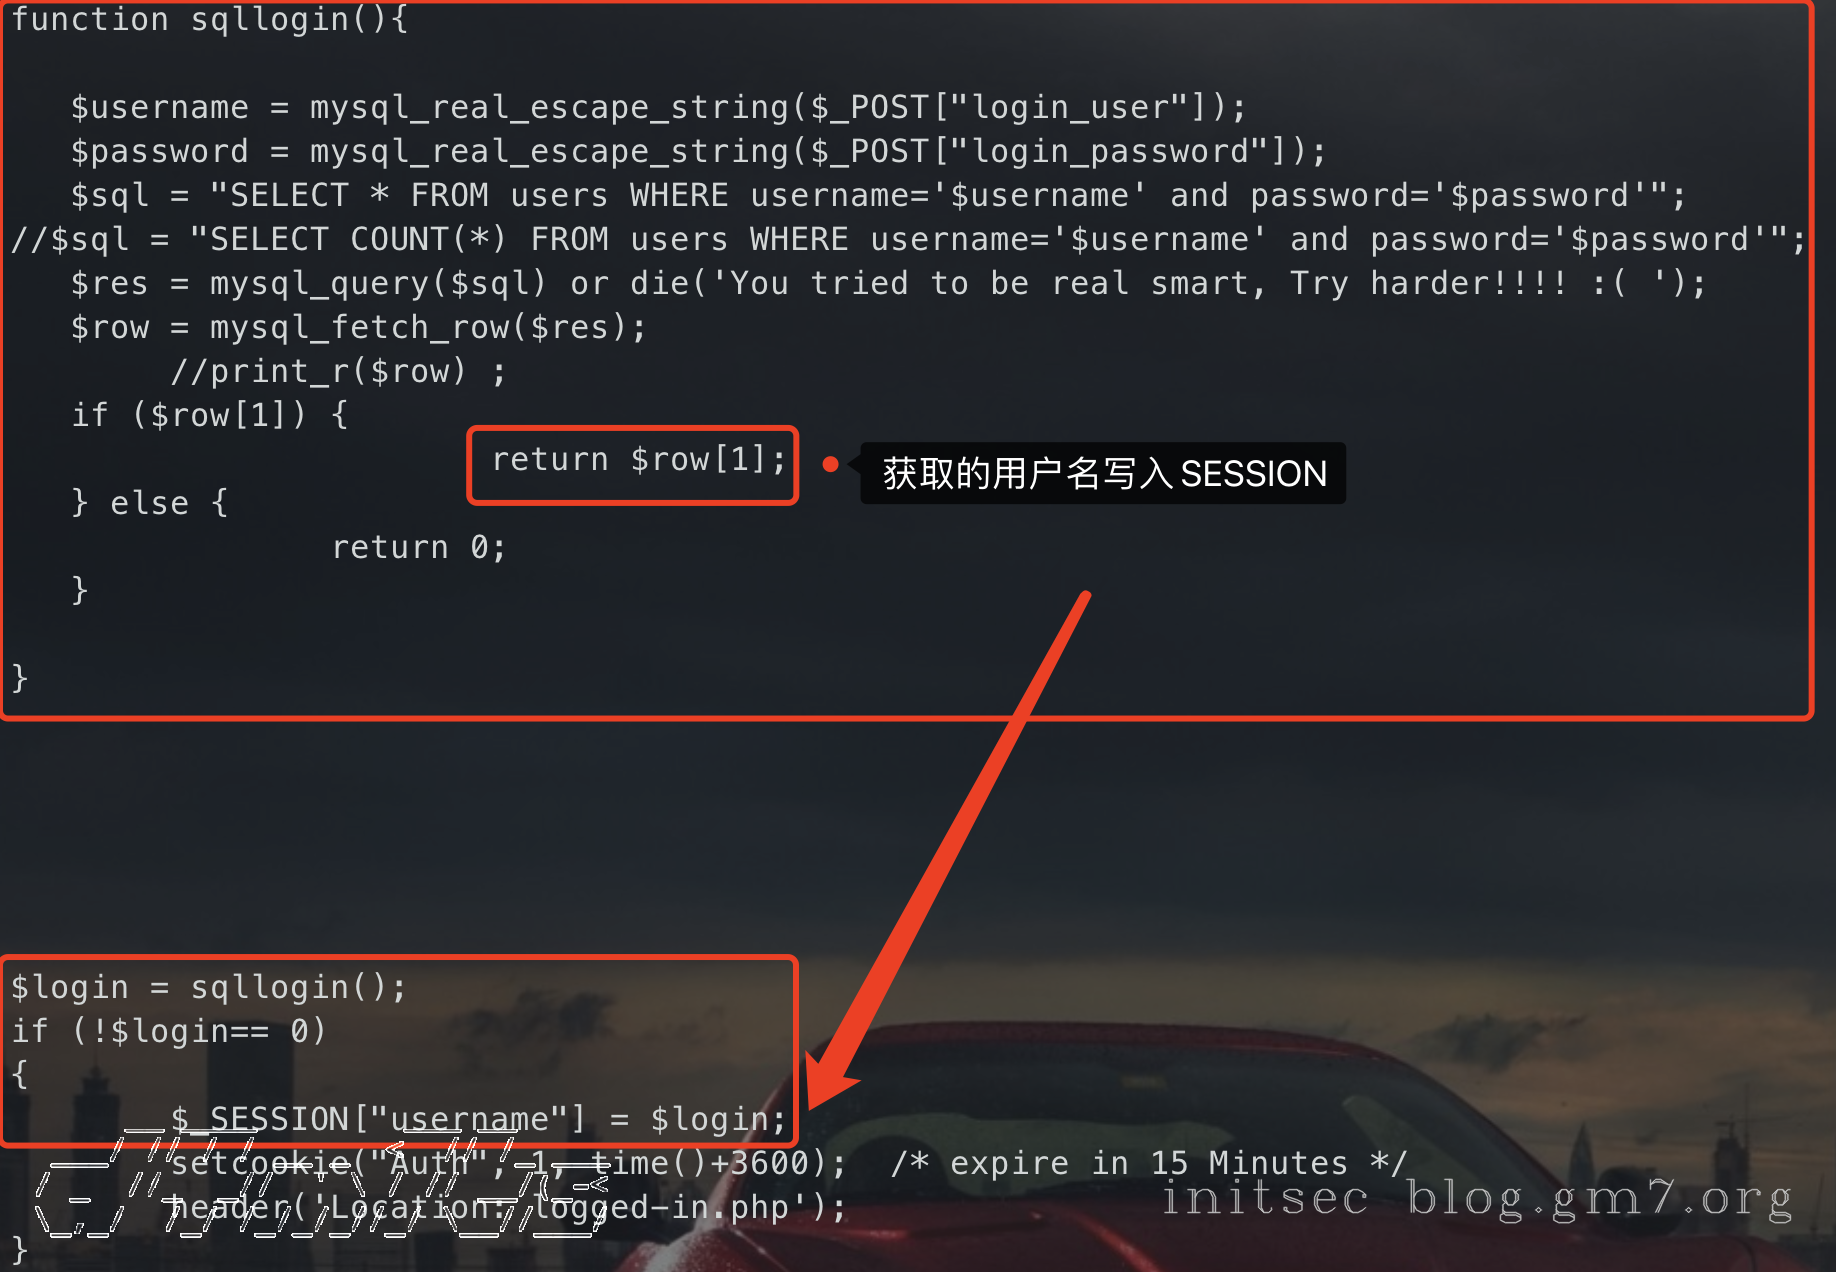 function sqllogin(){
$username = mysql_real_escape_string($_POST["login_user"]);
$password = mysql_real_escape_string($_POST["login_password"]);
$sql = "SELECT * FROM users WHERE username='$username' and password='$password'";
//$sql = "SELECT COUNT(*) FROM users WHERE username='$username' and password='$password'";
$res = mysql_query($sql) or die('You tried to be real smart, Try harder!!!! :( ');
$row = mysql_fetch_row($res);
//print_r($row) ;
if ($row[1]) {
return $row[1];
获取的用户名写入SESSION
} else {
return 0;
}
}
$login = sqllogin();
if (!$login== 0)
{
$_SESSION["username"] = $login;
setcookie("Auth", 1, time()+3600); /* expire in 15 Minutes */
header('Location: logged-in.php');
}
initsec blog.gm7.org